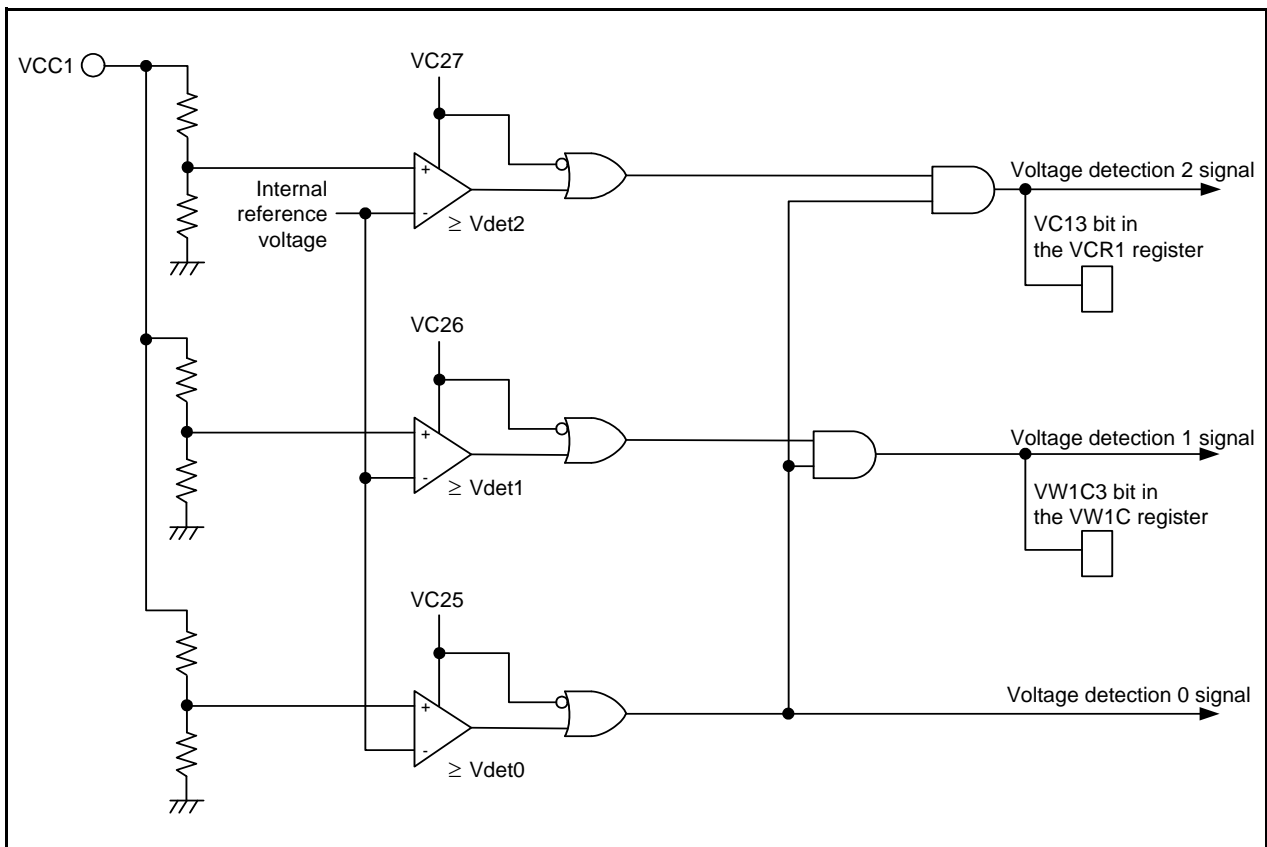 VCC1
VC27
+
-
Internal
reference
voltage
≥ Vdet2
Voltage detection 2 signal
VC13 bit in
the VCR1 register
VC26
+
-
≥ Vdet1
Voltage detection 1 signal
VW1C3 bit in
the VW1C register
VC25
+
-
≥ Vdet0
Voltage detection 0 signal